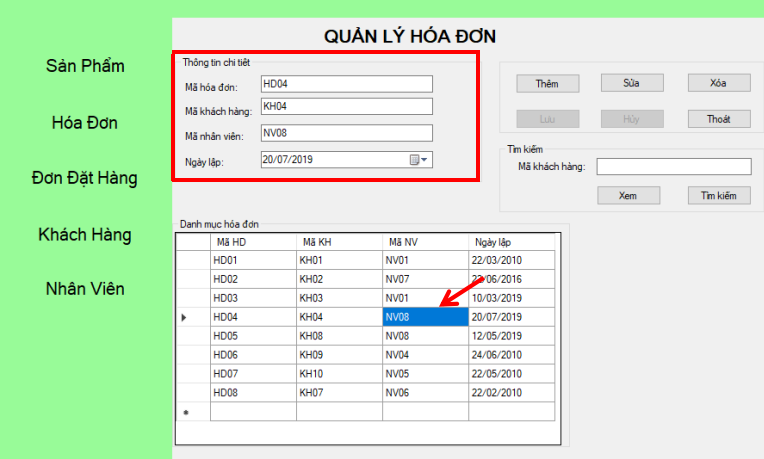 QUẢN LÝ HÓA ĐƠN
Sản Phẩm
Hóa Đơn
Đơn Đặt Hàng
Khách Hàng
Nhân Viên
Thông tin chi tiết
Mã hóa đơn: HD04
Mã khách hàng: KH04
Mã nhân viên: NV08
Ngày lập: 20/07/2019
Thêm Sửa Xóa
Lưu Hủy Thoát
Tìm kiếm
Mã khách hàng:
Xem Tìm kiếm
Danh mục hóa đơn
Mã HD Mã KH Mã NV Ngày lập
HD01 KH01 NV01 22/03/2010
HD02 KH02 NV07 22/06/2016
HD03 KH03 NV01 10/03/2019
HD04 KH04 NV08 20/07/2019
HD05 KH08 NV08 12/05/2019
HD06 KH09 NV04 24/06/2010
HD07 KH10 NV05 22/05/2010
HD08 KH07 NV06 22/02/2010